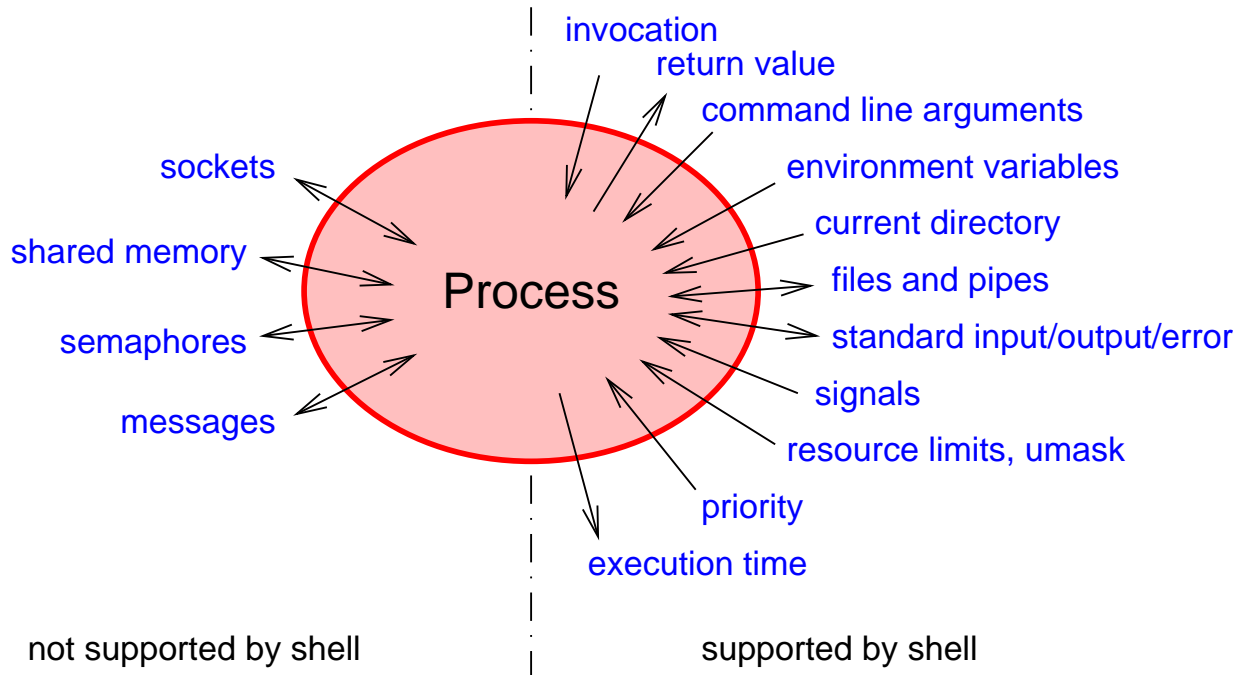 invocation
return value
command line arguments
sockets
environment variables
current directory
shared memory
files and pipes
Process
semaphores
standard input/output/error
signals
messages
resource limits, umask
priority
execution time
not supported by shell
supported by shell